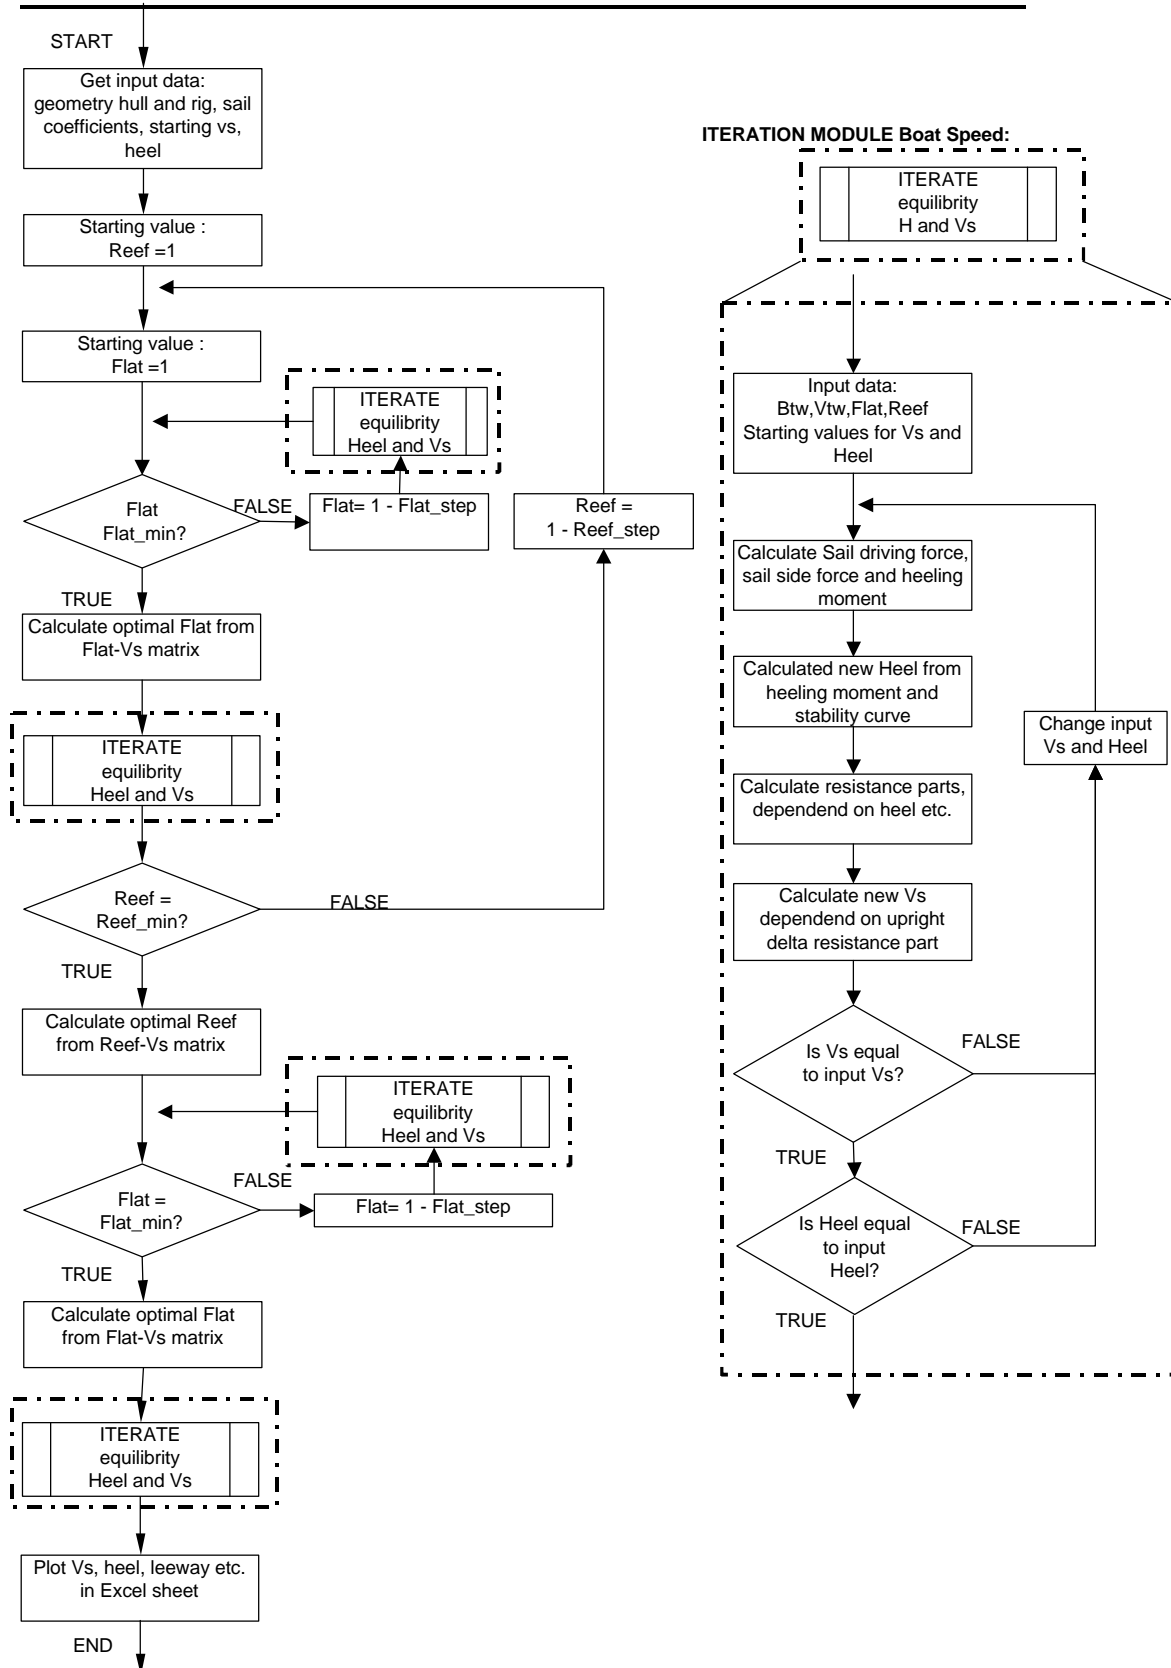 START
Get input data:
geometry hull and rig, sail
coefficients, starting vs,
heel
Starting value :
Reef =1
Starting value :
Flat =1
ITERATE
equilibrity
Heel and Vs
Flat
Flat_min?
FALSE
Flat= 1 - Flat_step
Reef =
1 - Reef_step
TRUE
Calculate optimal Flat from
Flat-Vs matrix
ITERATE
equilibrity
Heel and Vs
Reef =
Reef_min?
FALSE
TRUE
Calculate optimal Reef
from Reef-Vs matrix
ITERATE
equilibrity
Heel and Vs
Flat =
Flat_min?
FALSE
Flat= 1 - Flat_step
TRUE
Calculate optimal Flat
from Flat-Vs matrix
ITERATE
equilibrity
Heel and Vs
Plot Vs, heel, leeway etc.
in Excel sheet
END
ITERATION MODULE Boat Speed:
ITERATE
equilibrity
H and Vs
Input data:
Btw,Vtw,Flat,Reef
Starting values for Vs and
Heel
Calculate Sail driving force,
sail side force and heeling
moment
Calculated new Heel from
heeling moment and
stability curve
Change input
Vs and Heel
Calculate resistance parts,
dependend on heel etc.
Calculate new Vs
dependend on upright
delta resistance part
Is Vs equal
to input Vs?
FALSE
TRUE
Is Heel equal
to input
Heel?
FALSE
TRUE